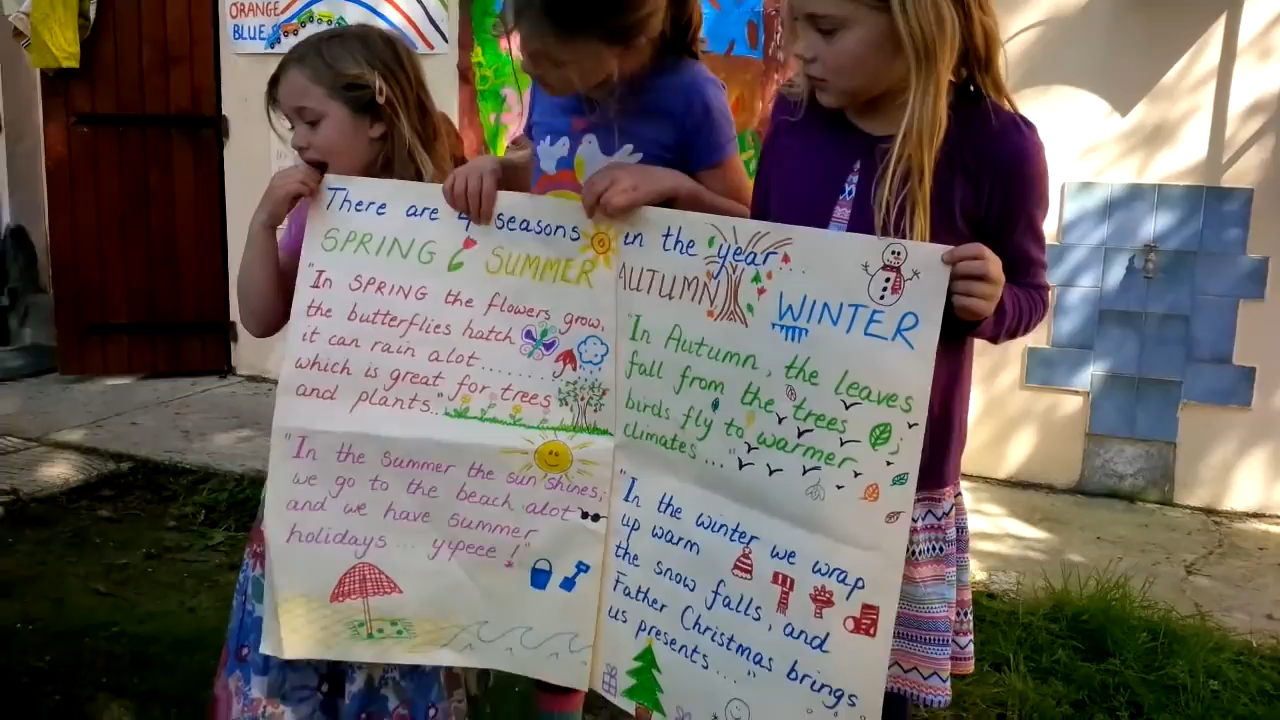 ORANGE
BLUE
There are 4 seasons in the year...
SPRING SUMMER AUTUMN WINTER
"In SPRING the flowers grow,
the butterflies hatch
it can rain alot........
which is great for trees
and plants.."
"In the summer the sun shines,
we go to the beach alot
and we have summer
holidays... yipeee!"
"In Autumn, the leaves
fall from the trees,
birds fly to warmer
climates..."
"In the winter we wrap
up warm
the snow falls, and
Father Christmas brings
us presents...."